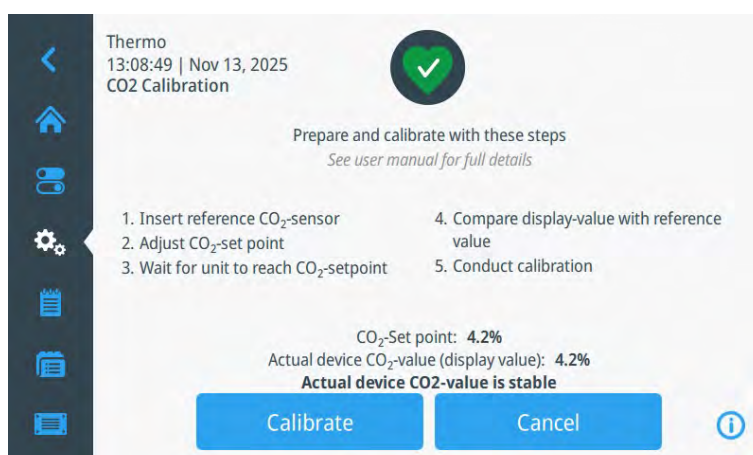 Thermo
13:08:49 | Nov 13, 2025
CO2 Calibration
Prepare and calibrate with these steps
See user manual for full details
1. Insert reference CO₂-sensor
2. Adjust CO₂-set point
3. Wait for unit to reach CO₂-setpoint
4. Compare display-value with reference
value
5. Conduct calibration
CO₂-Set point: 4.2%
Actual device CO₂-value (display value): 4.2%
Actual device CO2-value is stable
Calibrate
Cancel